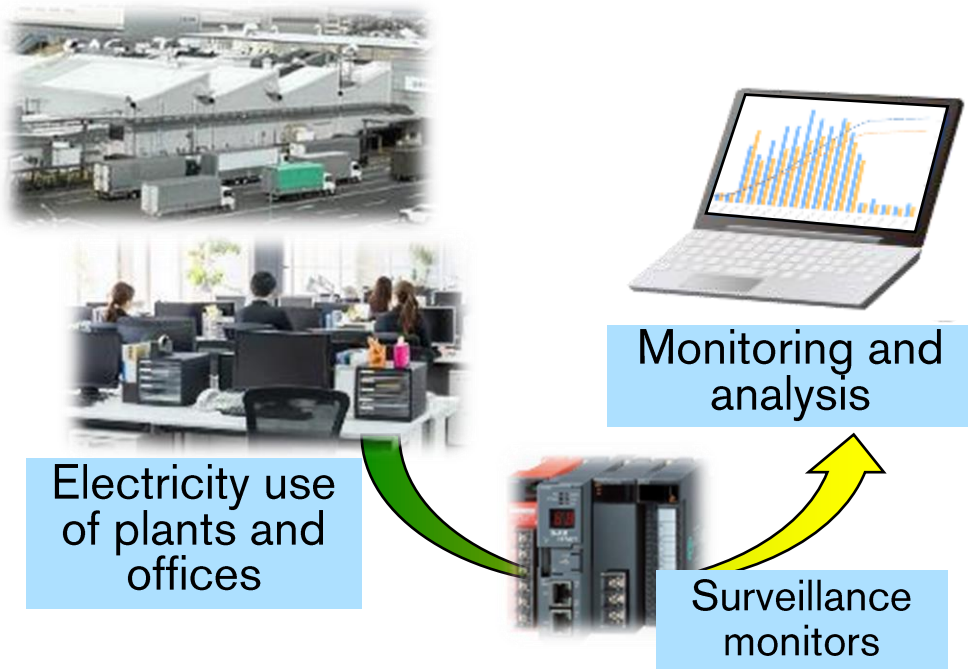 Monitoring and
analysis
Electricity use
of plants and
offices
Surveillance
monitors